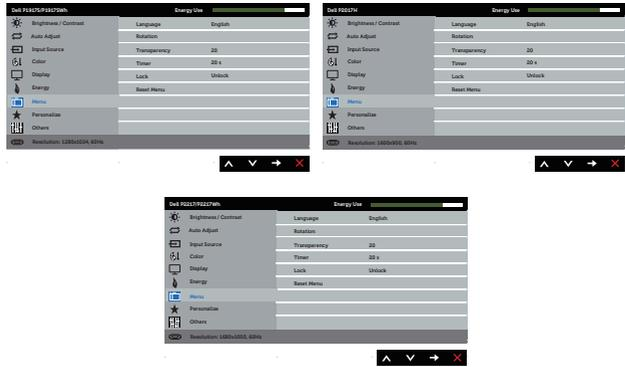 Dell P1917S/P1917SWh Energy Use
Brightness / Contrast Language English
Auto Adjust Rotation
Input Source Transparency 20
Color Timer 20 s
Display Lock Unlock
Energy Reset Menu
Menu
Personalize
Others
Resolution: 1280x1024, 60Hz
Dell P2017H Energy Use
Brightness / Contrast Language English
Auto Adjust Rotation
Input Source Transparency 20
Color Timer 20 s
Display Lock Unlock
Energy Reset Menu
Menu
Personalize
Others
Resolution: 1600x900, 60Hz
Dell P2217/P2217Wh Energy Use
Brightness / Contrast Language English
Auto Adjust Rotation
Input Source Transparency 20
Color Timer 20 s
Display Lock Unlock
Energy Reset Menu
Menu
Personalize
Others
Resolution: 1680x1050, 60Hz